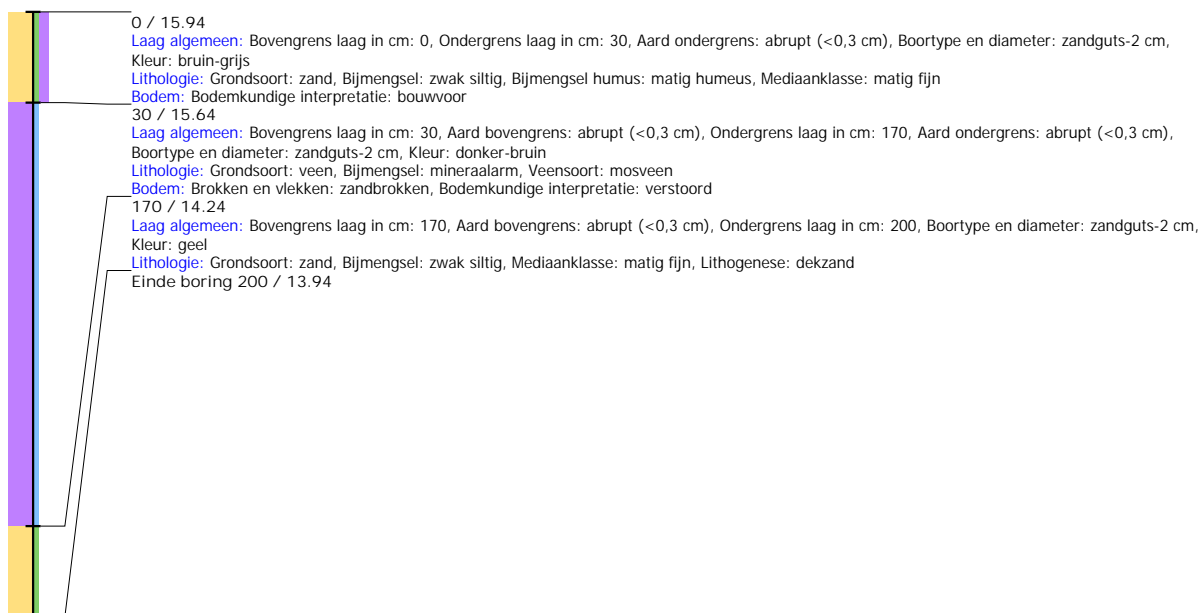 0 / 15.94
Laag algemeen: Bovengrens laag in cm: 0, Ondergrens laag in cm: 30, Aard ondergrens: abrupt (<0,3 cm), Boortype en diameter: zandguts-2 cm,
Kleur: bruin-grijs
Lithologie: Grondsoort: zand, Bijmengsel: zwak siltig, Bijmengsel humus: matig humeus, Mediaanklasse: matig fijn
Bodem: Bodemkundige interpretatie: bouwvoor
30 / 15.64
Laag algemeen: Bovengrens laag in cm: 30, Aard bovengrens: abrupt (<0,3 cm), Ondergrens laag in cm: 170, Aard ondergrens: abrupt (<0,3 cm),
Boortype en diameter: zandguts-2 cm, Kleur: donker-bruin
Lithologie: Grondsoort: veen, Bijmengsel: mineraalarm, Veensoort: mosveen
Bodem: Brokken en vlekken: zandbrokken, Bodemkundige interpretatie: verstoord
170 / 14.24
Laag algemeen: Bovengrens laag in cm: 170, Aard bovengrens: abrupt (<0,3 cm), Ondergrens laag in cm: 200, Boortype en diameter: zandguts-2 cm,
Kleur: geel
Lithologie: Grondsoort: zand, Bijmengsel: zwak siltig, Mediaanklasse: matig fijn, Lithogenese: dekzand
Einde boring 200 / 13.94